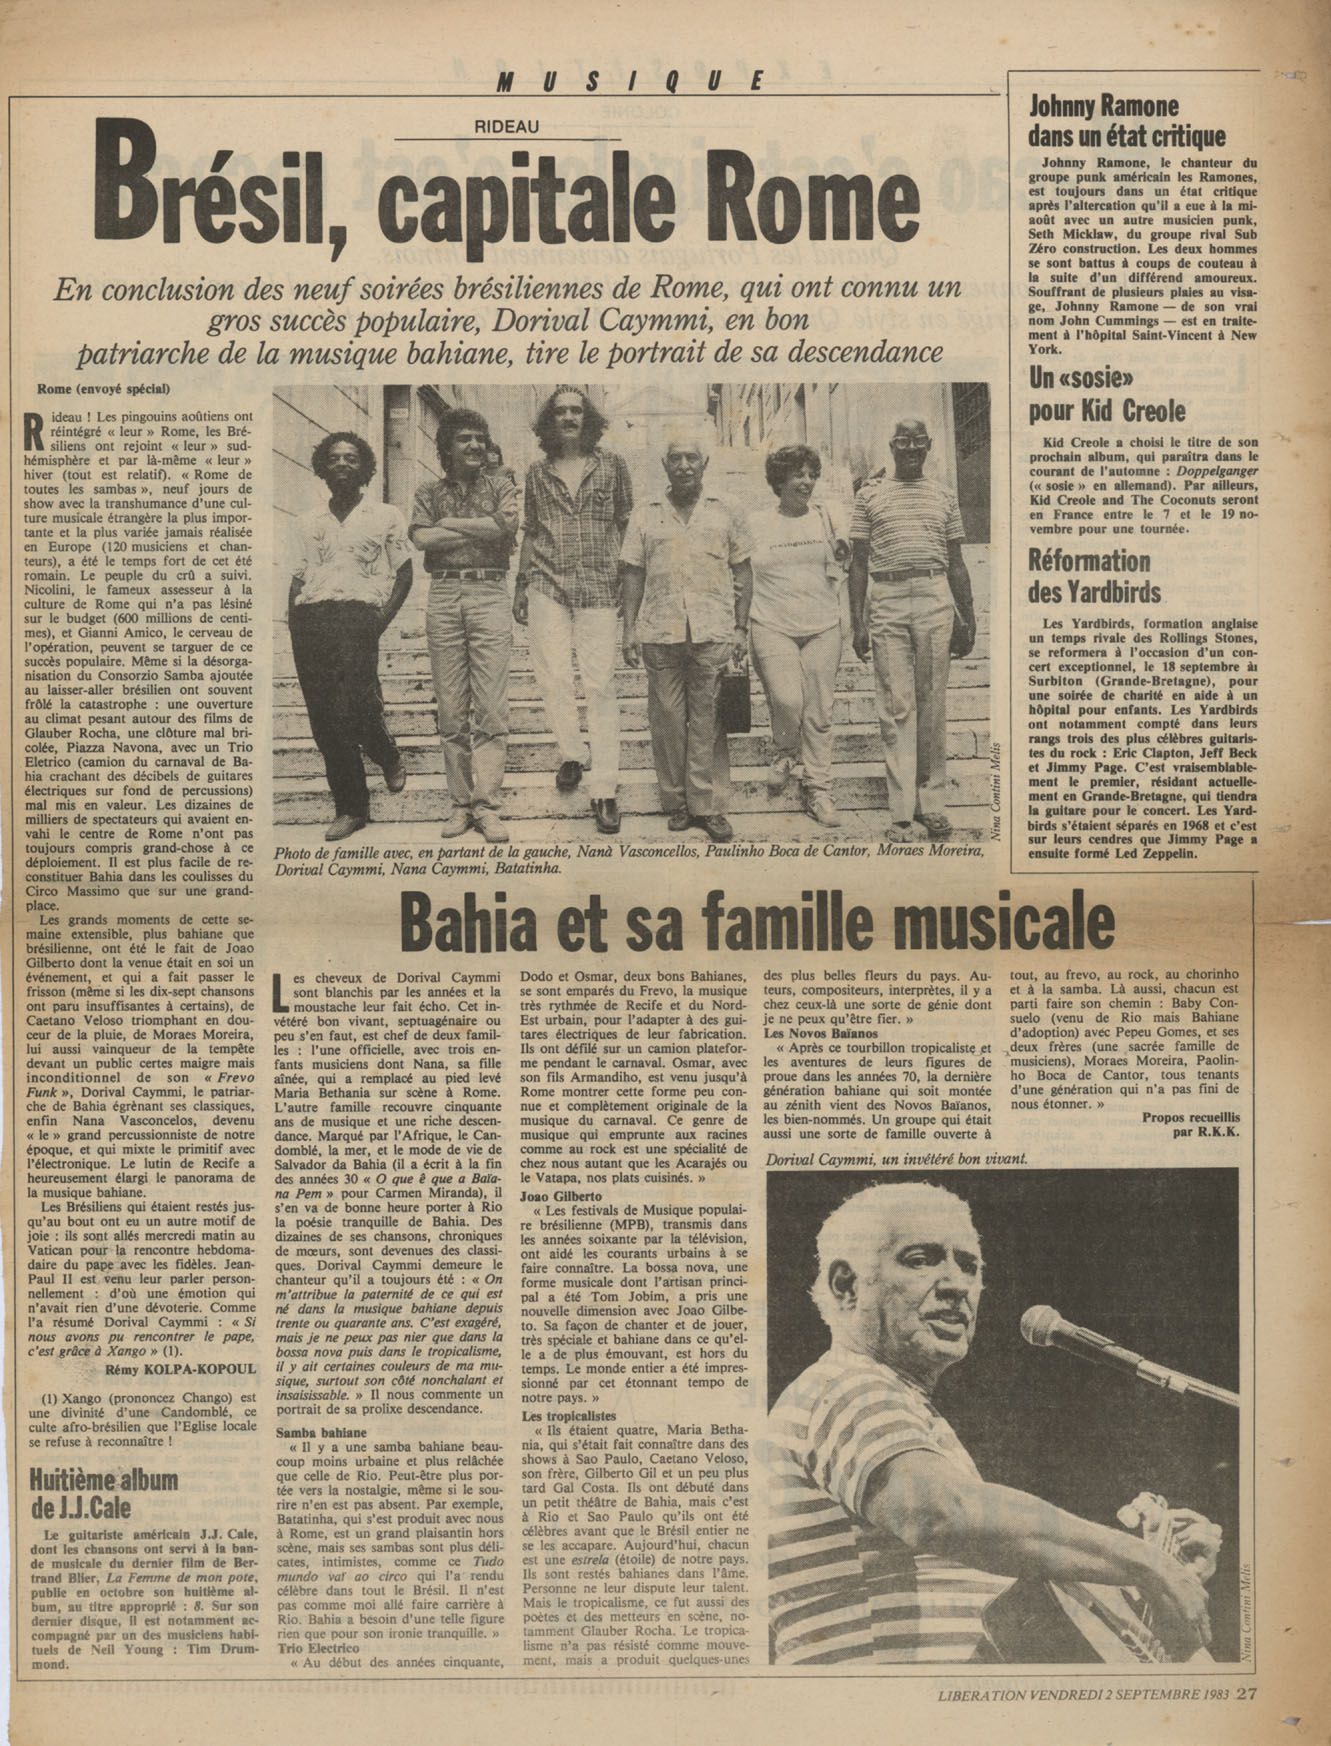 MUSIQUE
RIDEAU
Brésil, capitale Rome
En conclusion des neuf soirées brésiliennes de Rome, qui ont connu un
gros succès populaire, Dorival Caymmi, en bon
patriarche de la musique bahiane, tire le portrait de sa descendance
Rome (envoyé spécial)
Rideau ! Les pingouins aoûtiens ont
réintégré « leur » Rome, les Bré-
siliens ont rejoint « leur » sud-
hémisphère et par là-même « leur »
hiver (tout est relatif). « Rome de
toutes les sambas », neuf jours de
show avec la transhumance d'une cul-
ture musicale étrangère la plus impor-
tante et la plus variée jamais réalisée
en Europe (120 musiciens et chan-
teurs), a été le temps fort de cet été
romain. Le peuple du crû a suivi.
Nicolini, le fameux assesseur à la
culture de Rome qui n'a pas lésiné
sur le budget (600 millions de centi-
mes), et Gianni Amico, le cerveau de
l'opération, peuvent se targuer de ce
succès populaire. Même si la désorga-
nisation du Consorzio Samba ajoutée
au laisser-aller brésilien ont souvent
frôlé la catastrophe : une ouverture
au climat pesant autour des films de
Glauber Rocha, une clôture mal bri-
colée, Piazza Navona, avec un Trio
Eletrico (camion du carnaval de Ba-
hia crachant des décibels de guitares
électriques sur fond de percussions)
mal mis en valeur. Les dizaines de
milliers de spectateurs qui avaient en-
vahi le centre de Rome n'ont pas
toujours compris grand-chose à ce
déploiement. Il est plus facile de re-
constituer Bahia dans les coulisses du
Circo Massimo que sur une grand-
place.
Les grands moments de cette se-
maine extensible, plus bahiane que
brésilienne, ont été le fait de Joao
Gilberto dont la venue était en soi un
événement, et qui a fait passer le
frisson (même si les dix-sept chansons
ont paru insuffisantes à certains), de
Caetano Veloso triomphant en dou-
ceur de la pluie, de Moraes Moreira,
lui aussi vainqueur de la tempête
devant un public certes maigre mais
inconditionnel de son « Frevo
Funk », Dorival Caymmi, le patriar-
che de Bahia égrènant ses classiques,
enfin Nana Vasconcelos, devenu
« le » grand percussionniste de notre
époque, et qui mixte le primitif avec
l'électronique. Le lutin de Recife a
heureusement élargi le panorama de
la musique bahiane.
Les Brésiliens qui étaient restés jus-
qu'au bout ont eu un autre motif de
joie : ils sont allés mercredi matin au
Vatican pour la rencontre hebdoma-
daire du pape avec les fidèles. Jean-
Paul II est venu leur parler person-
nellement : d'où une émotion qui
n'avait rien d'une dévoterie. Comme
l'a résumé Dorival Caymmi : « Si
nous avons pu rencontrer le pape,
c'est grâce à Xango » (1).
Rémy KOLPA-KOPOUL
(1) Xango (prononcez Chango) est
une divinité d'une Candomblé, ce
culte afro-brésilien que l'Eglise locale
se refuse à reconnaître !
Huitième album
de J.J.Cale
Le guitariste américain J.J. Cale,
dont les chansons ont servi à la ban-
de musicale du dernier film de Ber-
trand Blier, La Femme de mon pote,
publie en octobre son huitième al-
bum, au titre approprié : 8. Sur son
dernier disque, il est notamment ac-
compagné par un des musiciens habi-
tuels de Neil Young : Tim Drum-
mond.
Nina Contini Melis
Photo de famille avec, en partant de la gauche, Nanà Vasconcellos, Paulinho Boca de Cantor, Moraes Moreira,
Dorival Caymmi, Nana Caymmi, Batatinha.
Bahia et sa famille musicale
Les cheveux de Dorival Caymmi
sont blanchis par les années et la
moustache leur fait écho. Cet in-
vétéré bon vivant, septuagénaire ou
peu s'en faut, est chef de deux famil-
les : l'une officielle, avec trois en-
fants musiciens dont Nana, sa fille
aînée, qui a remplacé au pied levé
Maria Bethania sur scène à Rome.
L'autre famille recouvre cinquante
ans de musique et une riche descen-
dance. Marqué par l'Afrique, le Can-
domblé, la mer, et le mode de vie de
Salvador da Bahia (il a écrit à la fin
des années 30 « O que ê que a Baïa-
na Pem » pour Carmen Miranda), il
s'en va de bonne heure porter à Rio
la poésie tranquille de Bahia. Des
dizaines de ses chansons, chroniques
de mœurs, sont devenues des classi-
ques. Dorival Caymmi demeure le
chanteur qu'il a toujours été : « On
m'attribue la paternité de ce qui est
né dans la musique bahiane depuis
trente ou quarante ans. C'est exagéré,
mais je ne peux pas nier que dans la
bossa nova puis dans le tropicalisme,
il y ait certaines couleurs de ma mu-
sique, surtout son côté nonchalant et
insaisissable. » Il nous commente un
portrait de sa prolixe descendance.
Samba bahiane
« Il y a une samba bahiane beau-
coup moins urbaine et plus relâchée
que celle de Rio. Peut-être plus por-
tée vers la nostalgie, même si le sou-
rire n'en est pas absent. Par exemple,
Batatinha, qui s'est produit avec nous
à Rome, est un grand plaisantin hors
scène, mais ses sambas sont plus déli-
cates, intimistes, comme ce Tudo
mundo vaï ao circo qui l'a rendu
célèbre dans tout le Brésil. Il n'est
pas comme moi allé faire carrière à
Rio. Bahia a besoin d'une telle figure
rien que pour son ironie tranquille. »
Trio Electrico
« Au début des années cinquante,
Dodo et Osmar, deux bons Bahianes,
se sont emparés du Frevo, la musique
très rythmée de Recife et du Nord-
Est urbain, pour l'adapter à des gui-
tares électriques de leur fabrication.
Ils ont défilé sur un camion platefor-
me pendant le carnaval. Osmar, avec
son fils Armandiho, est venu jusqu'à
Rome montrer cette forme peu con-
nue et complètement originale de la
musique du carnaval. Ce genre de
musique qui emprunte aux racines
comme au rock est une spécialité de
chez nous autant que les Acarajés ou
le Vatapa, nos plats cuisinés. »
Joao Gilberto
« Les festivals de Musique populai-
re brésilienne (MPB), transmis dans
les années soixante par la télévision,
ont aidé les courants urbains à se
faire connaître. La bossa nova, une
forme musicale dont l'artisan princi-
pal a été Tom Jobim, a pris une
nouvelle dimension avec Joao Gilbe-
to. Sa façon de chanter et de jouer,
très spéciale et bahiane dans ce qu'el-
le a de plus émouvant, est hors du
temps. Le monde entier a été impres-
sionné par cet étonnant tempo de
notre pays. »
Les tropicalistes
« Ils étaient quatre, Maria Betha-
nia, qui s'était fait connaître dans des
shows à Sao Paulo, Caetano Veloso,
son frère, Gilberto Gil et un peu plus
tard Gal Costa. Ils ont débuté dans
un petit théâtre de Bahia, mais c'est
à Rio et Sao Paulo qu'ils ont été
célèbres avant que le Brésil entier ne
se les accapare. Aujourd'hui, chacun
est une estrela (étoile) de notre pays.
Ils sont restés bahianes dans l'âme.
Personne ne leur dispute leur talent.
Mais le tropicalisme, ce fut aussi des
poètes et des metteurs en scène, no-
tamment Glauber Rocha. Le tropica-
lisme n'a pas résisté comme mouve-
ment, mais a produit quelques-unes
des plus belles fleurs du pays. Au-
teurs, compositeurs, interprètes, il y a
chez ceux-là une sorte de génie dont
je ne peux qu'être fier. »
Les Novos Baïanos
« Après ce tourbillon tropicaliste et
les aventures de leurs figures de
proue dans les années 70, la dernière
génération bahiane qui soit montée
au zénith vient des Novos Baïanos,
les bien-nommés. Un groupe qui était
aussi une sorte de famille ouverte à
tout, au frevo, au rock, au chorinho
et à la samba. Là aussi, chacun est
parti faire son chemin : Baby Con-
suelo (venu de Rio mais Bahiane
d'adoption) avec Pepeu Gomes, et ses
deux frères (une sacrée famille de
musiciens), Moraes Moreira, Paolin-
ho Boca de Cantor, tous tenants
d'une génération qui n'a pas fini de
nous étonner. »
Propos recueillis
par R.K.K.
Dorival Caymmi, un invétéré bon vivant.
Nina Contini Melis
Johnny Ramone
dans un état critique
Johnny Ramone, le chanteur du
groupe punk américain les Ramones,
est toujours dans un état critique
après l'altercation qu'il a eue à la mi-
août avec un autre musicien punk,
Seth Micklaw, du groupe rival Sub
Zéro construction. Les deux hommes
se sont battus à coups de couteau à
la suite d'un différend amoureux.
Souffrant de plusieurs plaies au visa-
ge, Johnny Ramone — de son vrai
nom John Cummings — est en traite-
ment à l'hôpital Saint-Vincent à New
York.
Un «sosie»
pour Kid Creole
Kid Creole a choisi le titre de son
prochain album, qui paraîtra dans le
courant de l'automne : Doppelganger
(« sosie » en allemand). Par ailleurs,
Kid Creole and The Coconuts seront
en France entre le 7 et le 19 no-
vembre pour une tournée.
Réformation
des Yardbirds
Les Yardbirds, formation anglaise
un temps rivale des Rollings Stones,
se reformera à l'occasion d'un con-
cert exceptionnel, le 18 septembre à
Surbiton (Grande-Bretagne), pour
une soirée de charité en aide à un
hôpital pour enfants. Les Yardbirds
ont notamment compté dans leurs
rangs trois des plus célèbres guitaris-
tes du rock : Eric Clapton, Jeff Beck
et Jimmy Page. C'est vraisemblable-
ment le premier, résidant actuelle-
ment en Grande-Bretagne, qui tiendra
la guitare pour le concert. Les Yard-
birds s'étaient séparés en 1968 et c'est
sur leurs cendres que Jimmy Page a
ensuite formé Led Zeppelin.
LIBERATION VENDREDI 2 SEPTEMBRE 1983 27